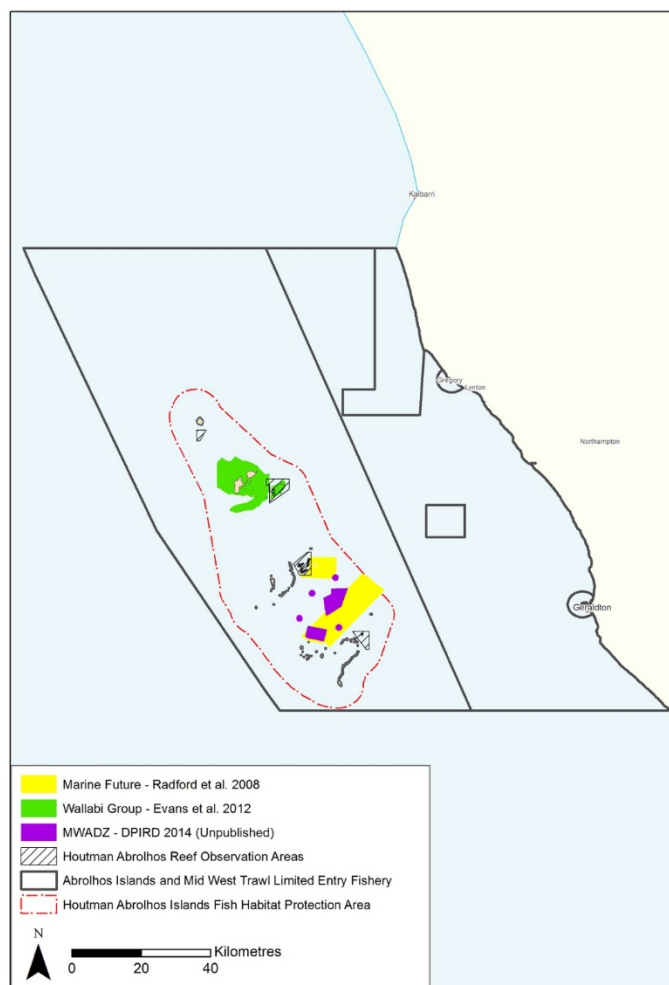 Kalbarri
Gregory
Lynton
Northampton
Geraldton
Marine Future - Radford et al. 2008
Wallabi Group - Evans et al. 2012
MWADZ - DPIRD 2014 (Unpublished)
Houtman Abrolhos Reef Observation Areas
Abrolhos Islands and Mid West Trawl Limited Entry Fishery
Houtman Abrolhos Islands Fish Habitat Protection Area
N
Kilometres
0 20 40